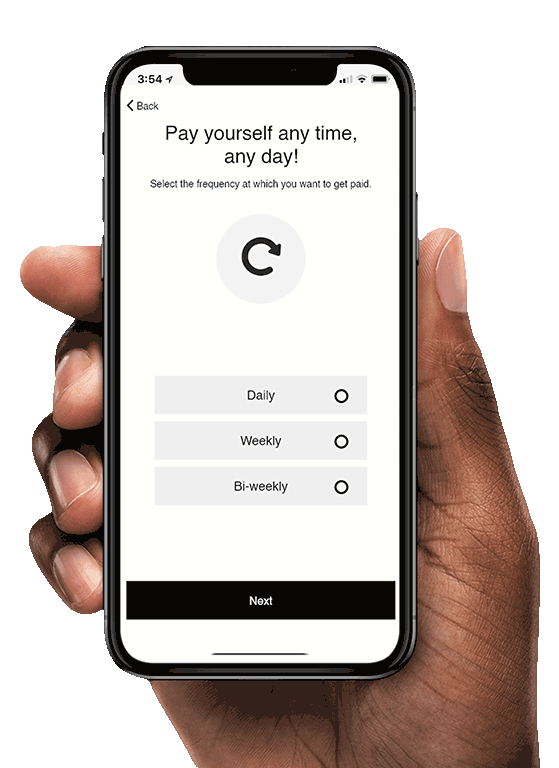 3:54
Back
Pay yourself any time,
any day!
Select the frequency at which you want to get paid.
Daily
Weekly
Bi-weekly
Next